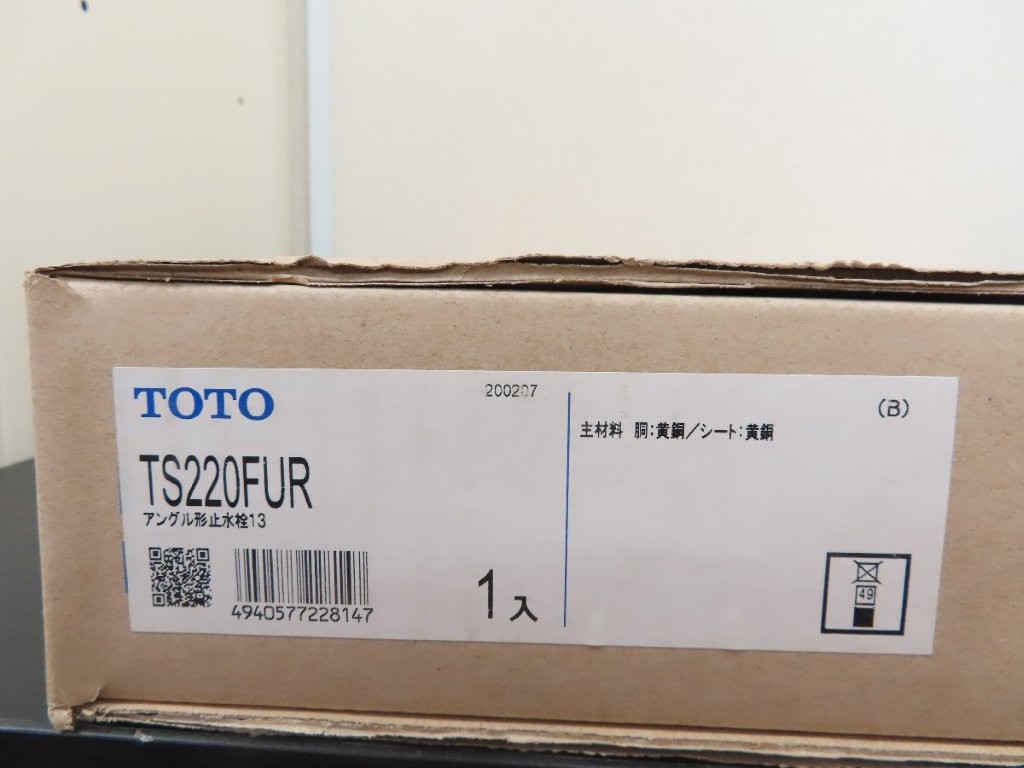 TOTO
200207
TS220FUR
アングル形止水栓13
4940577228147
1入
主材料 胴:黄銅/シート:黄銅
(B)
49